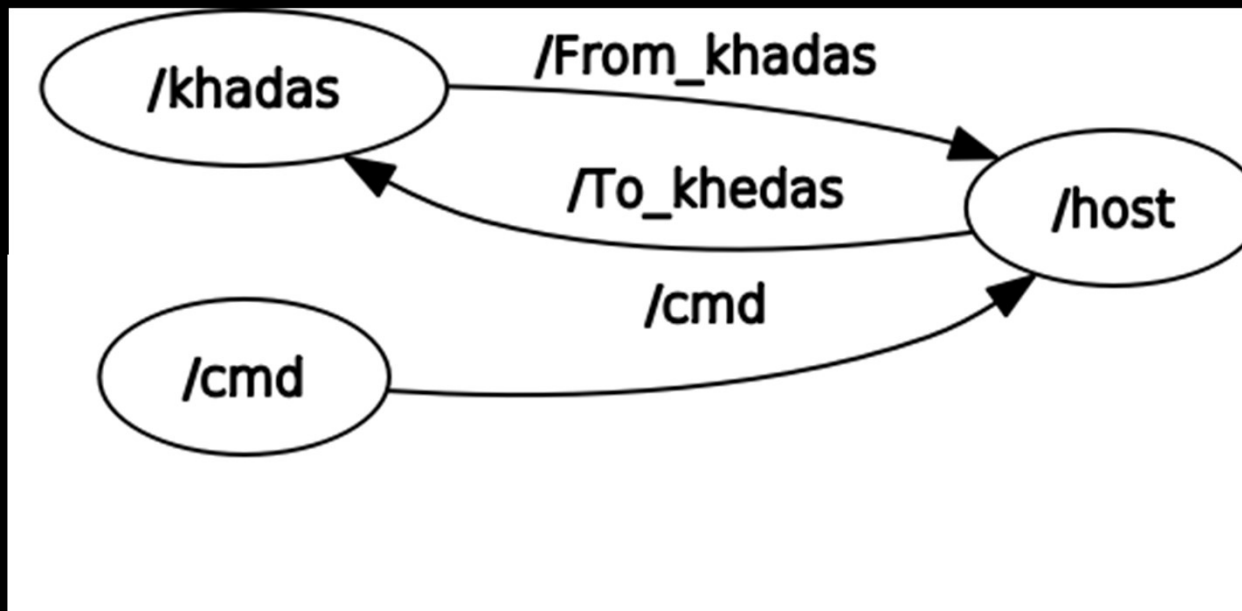 /From_khadas
/khadas
/To_khedas
/host
/cmd
/cmd